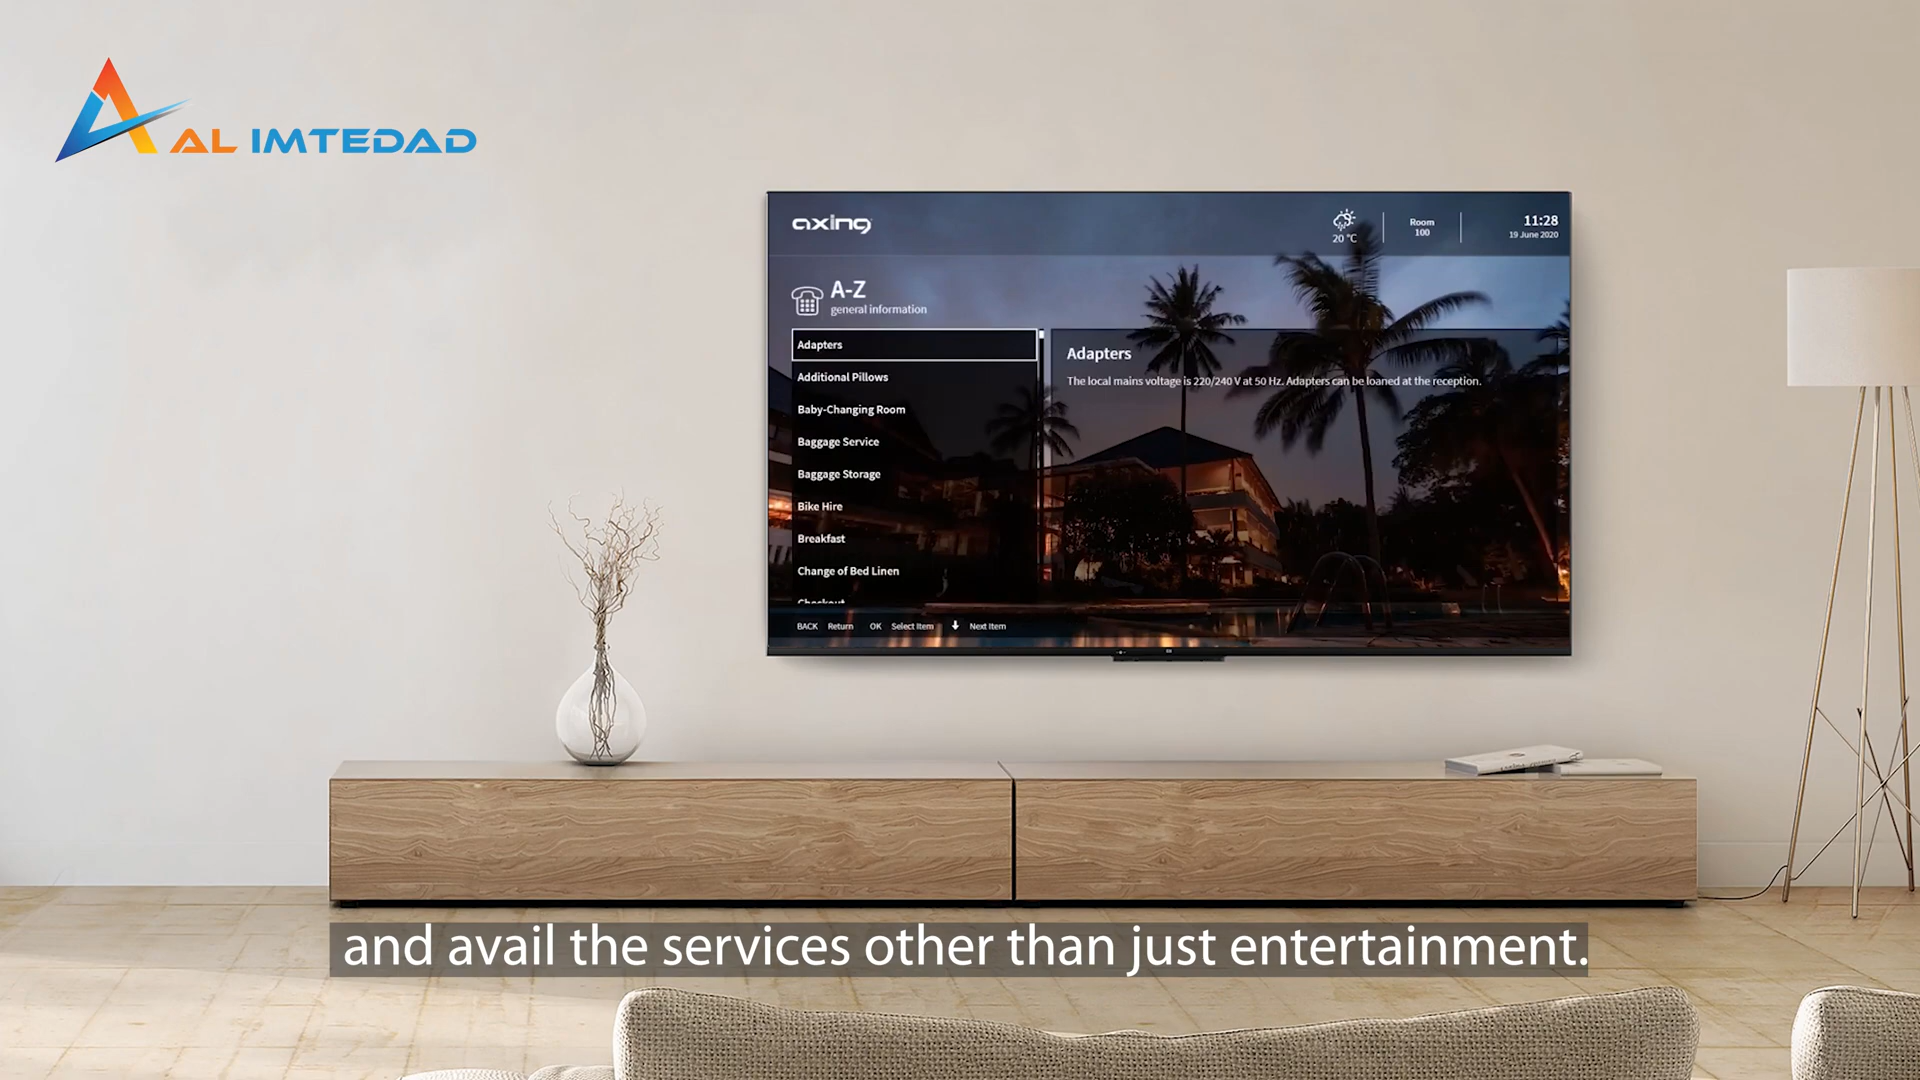 AL IMTEDAD
axing
20 °C
Room
100
11:28
19 June 2020
A-Z
general information
Adapters
Additional Pillows
Baby-Changing Room
Baggage Service
Baggage Storage
Bike Hire
Breakfast
Change of Bed Linen
Checkout
Adapters
The local mains voltage is 220/240 V at 50 Hz. Adapters can be loaned at the reception.
BACK Return OK Select Item Next Item
and avail the services other than just entertainment.